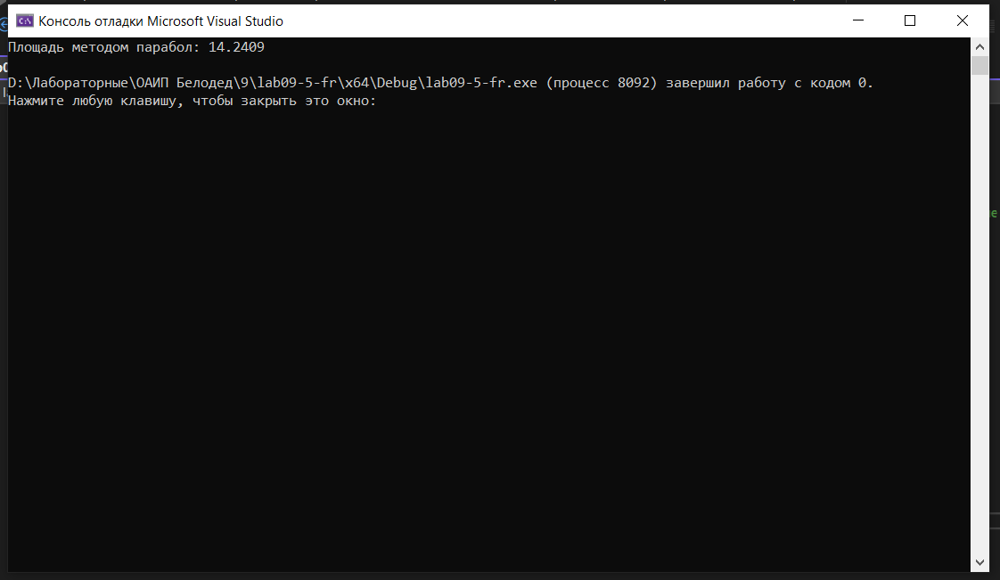 Консоль отладки Microsoft Visual Studio
Площадь методом парабол: 14.2409
D:\Лабораторные\ОАИП Белодед\9\lab09-5-fr\x64\Debug\lab09-5-fr.exe (процесс 8092) завершил работу с кодом 0.
Нажмите любую клавишу, чтобы закрыть это окно: